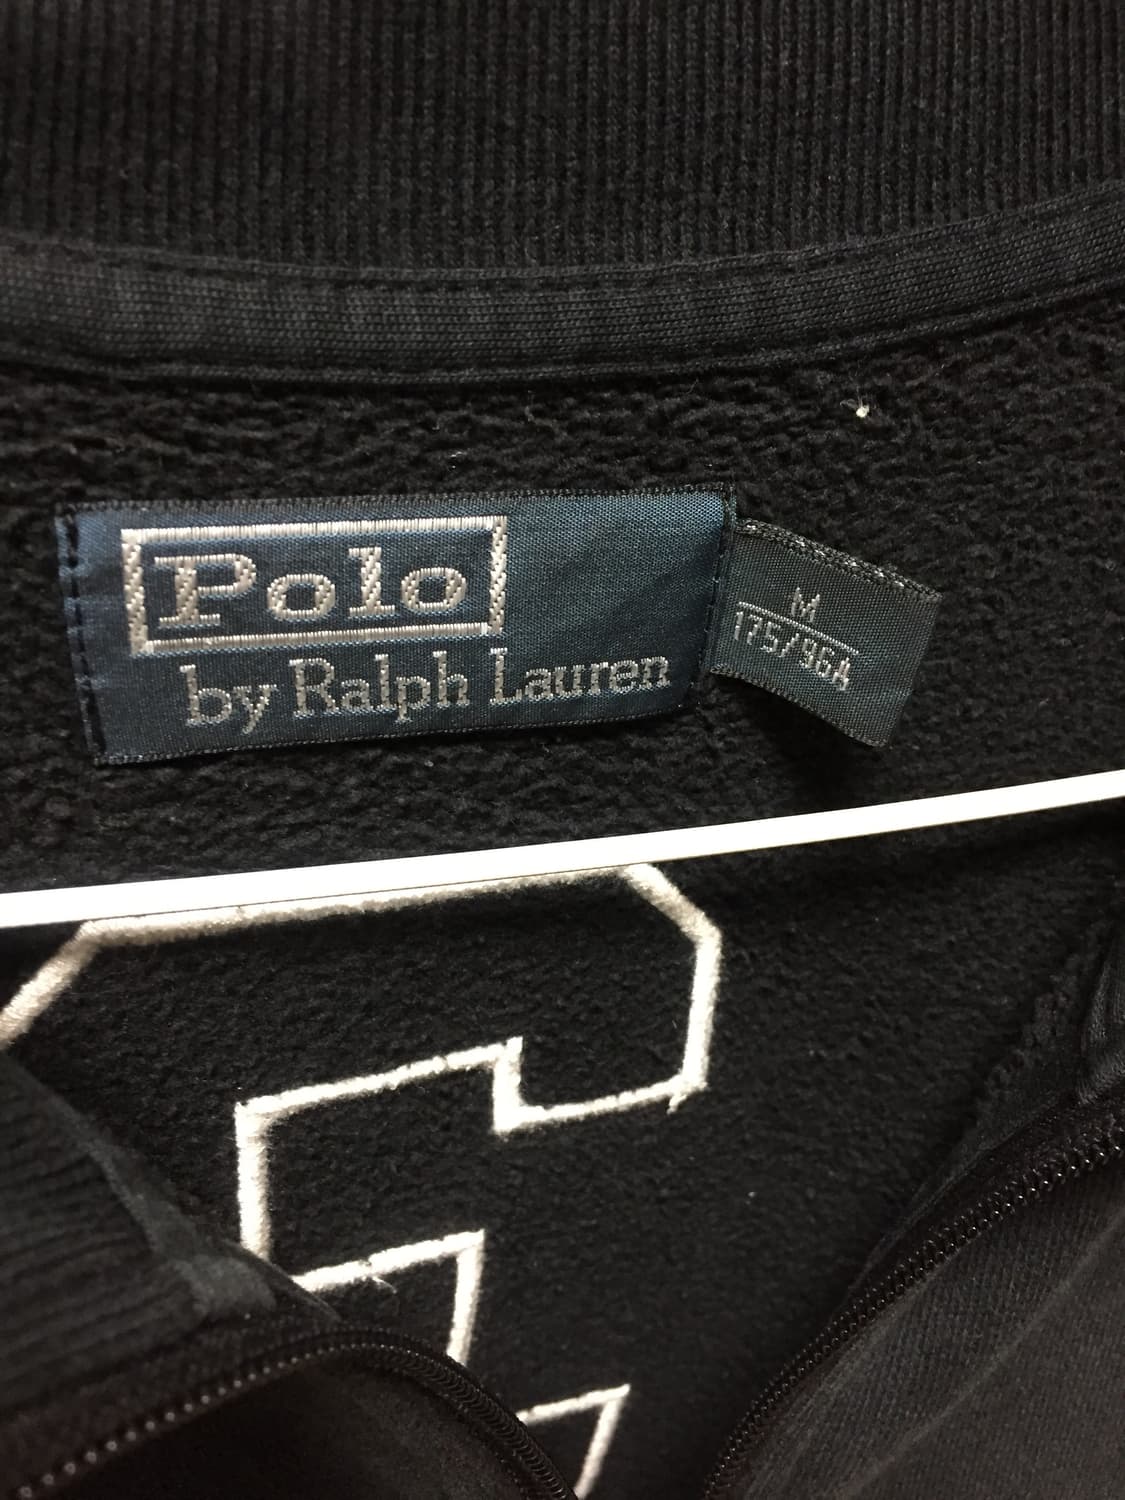 Polo
by Ralph Lauren
M
175/96A